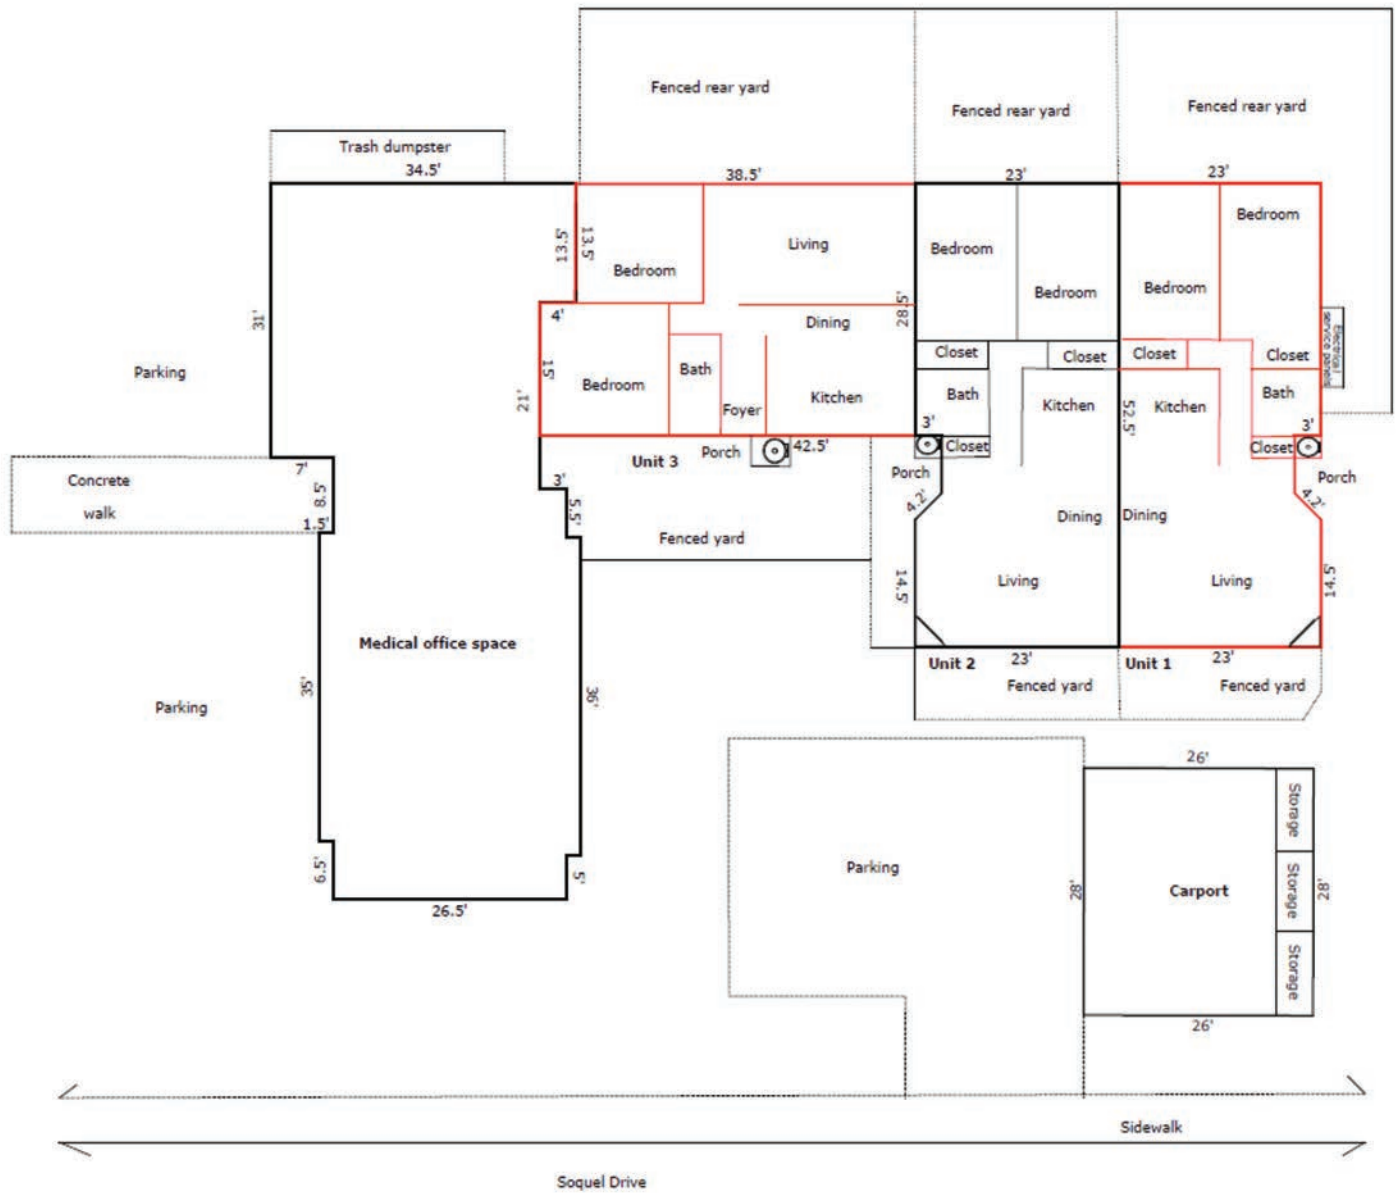 Fenced rear yard
Fenced rear yard
Fenced rear yard
Trash dumpster
34.5'
38.5'
23'
23'
Bedroom
Living
Bedroom
Bedroom
13.5'
13.5'
Bedroom
Bedroom
Bedroom
28.5'
31'
4'
Dining
Electrical
service panels
Closet
Closet
Closet
Closet
Parking
15'
Bath
Bedroom
Bath
Bath
21'
Kitchen
Kitchen
Kitchen
52.5'
Foyer
3'
3'
Porch
42.5'
Closet
Closet
Unit 3
7'
Concrete
walk
3'
Porch
Porch
8.5'
4.2'
4.2'
1.5'
5.5'
Dining
Dining
Fenced yard
14.5'
Living
Living
14.5'
Medical office space
Unit 2
23'
Unit 1
23'
Fenced yard
Fenced yard
35'
36'
Parking
26'
Storage
Parking
28'
Carport
Storage
28'
6.5'
5'
26.5'
Storage
26'
Sidewalk
Soquel Drive